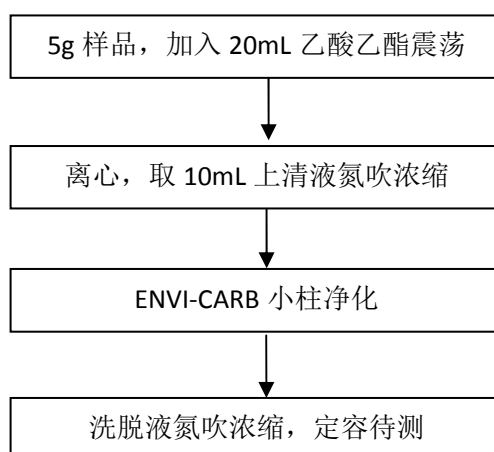 5g 样品，加入 20mL 乙酸乙酯震荡
离心，取 10mL 上清液氮吹浓缩
ENVI-CARB 小柱净化
洗脱液氮吹浓缩，定容待测